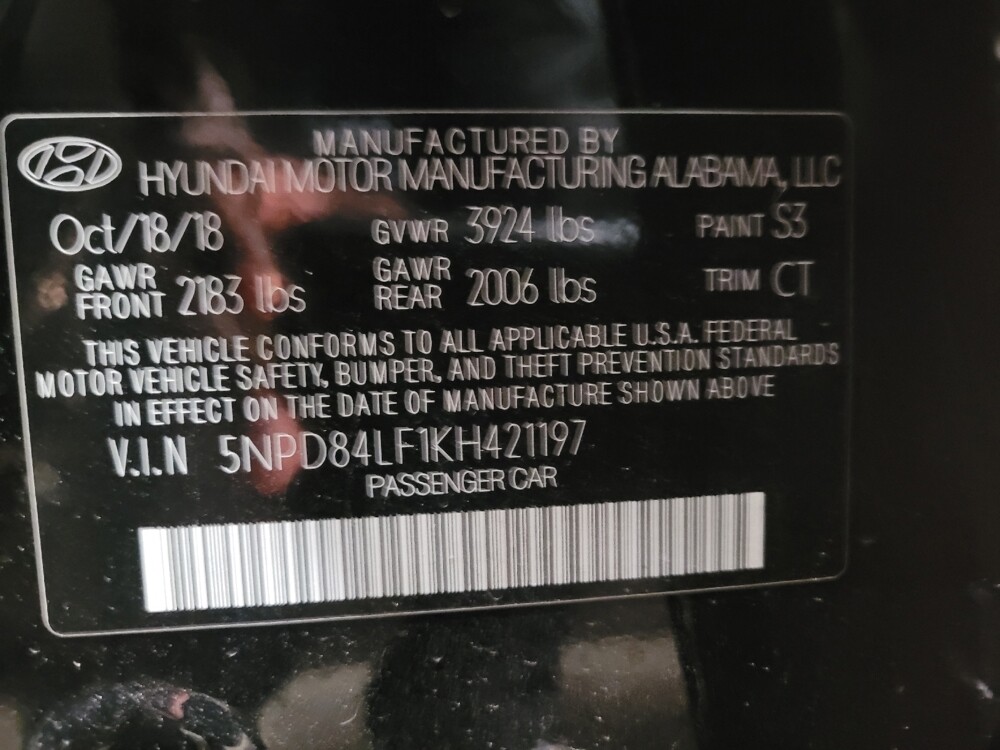 MANUFACTURED BY
HYUNDAI MOTOR MANUFACTURING ALABAMA, LLC
Oct/18/18 GVWR 3924 lbs PAINT S3
GAWR FRONT 2183 lbs GAWR REAR 2006 lbs TRIM CT
THIS VEHICLE CONFORMS TO ALL APPLICABLE U.S.A. FEDERAL
MOTOR VEHICLE SAFETY, BUMPER, AND THEFT PREVENTION STANDARDS
IN EFFECT ON THE DATE OF MANUFACTURE SHOWN ABOVE
V.I.N 5NPD84LF1KH421197
PASSENGER CAR